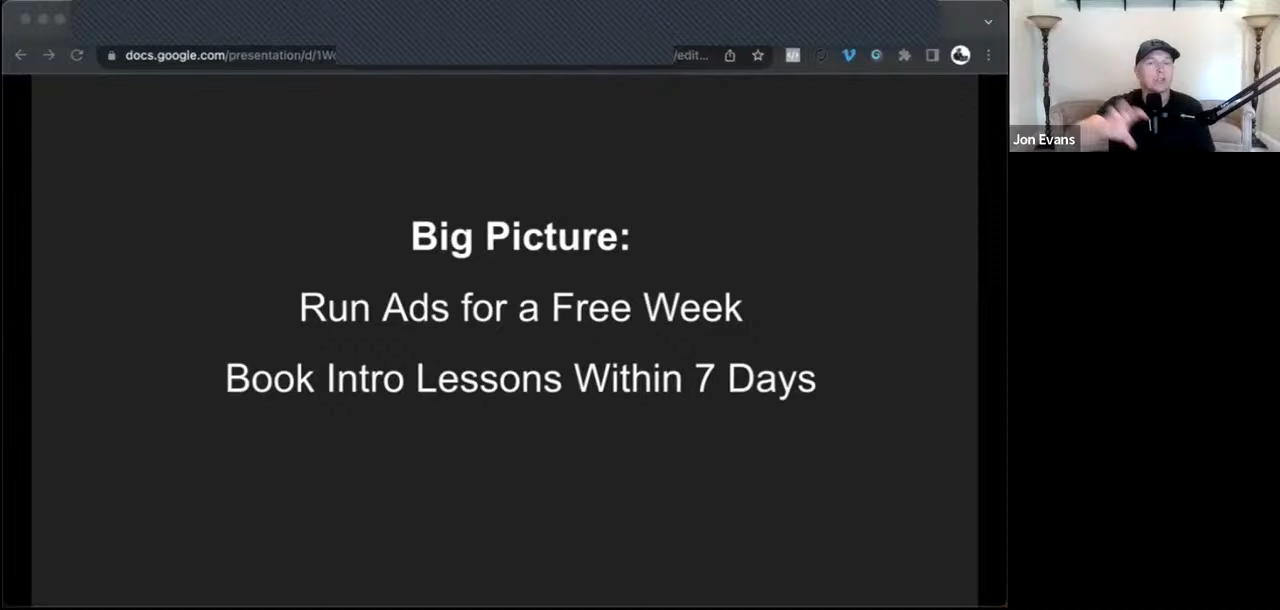 docs.google.com/presentation/d/1W
/edit...
Jon Evans
Big Picture:
Run Ads for a Free Week
Book Intro Lessons Within 7 Days